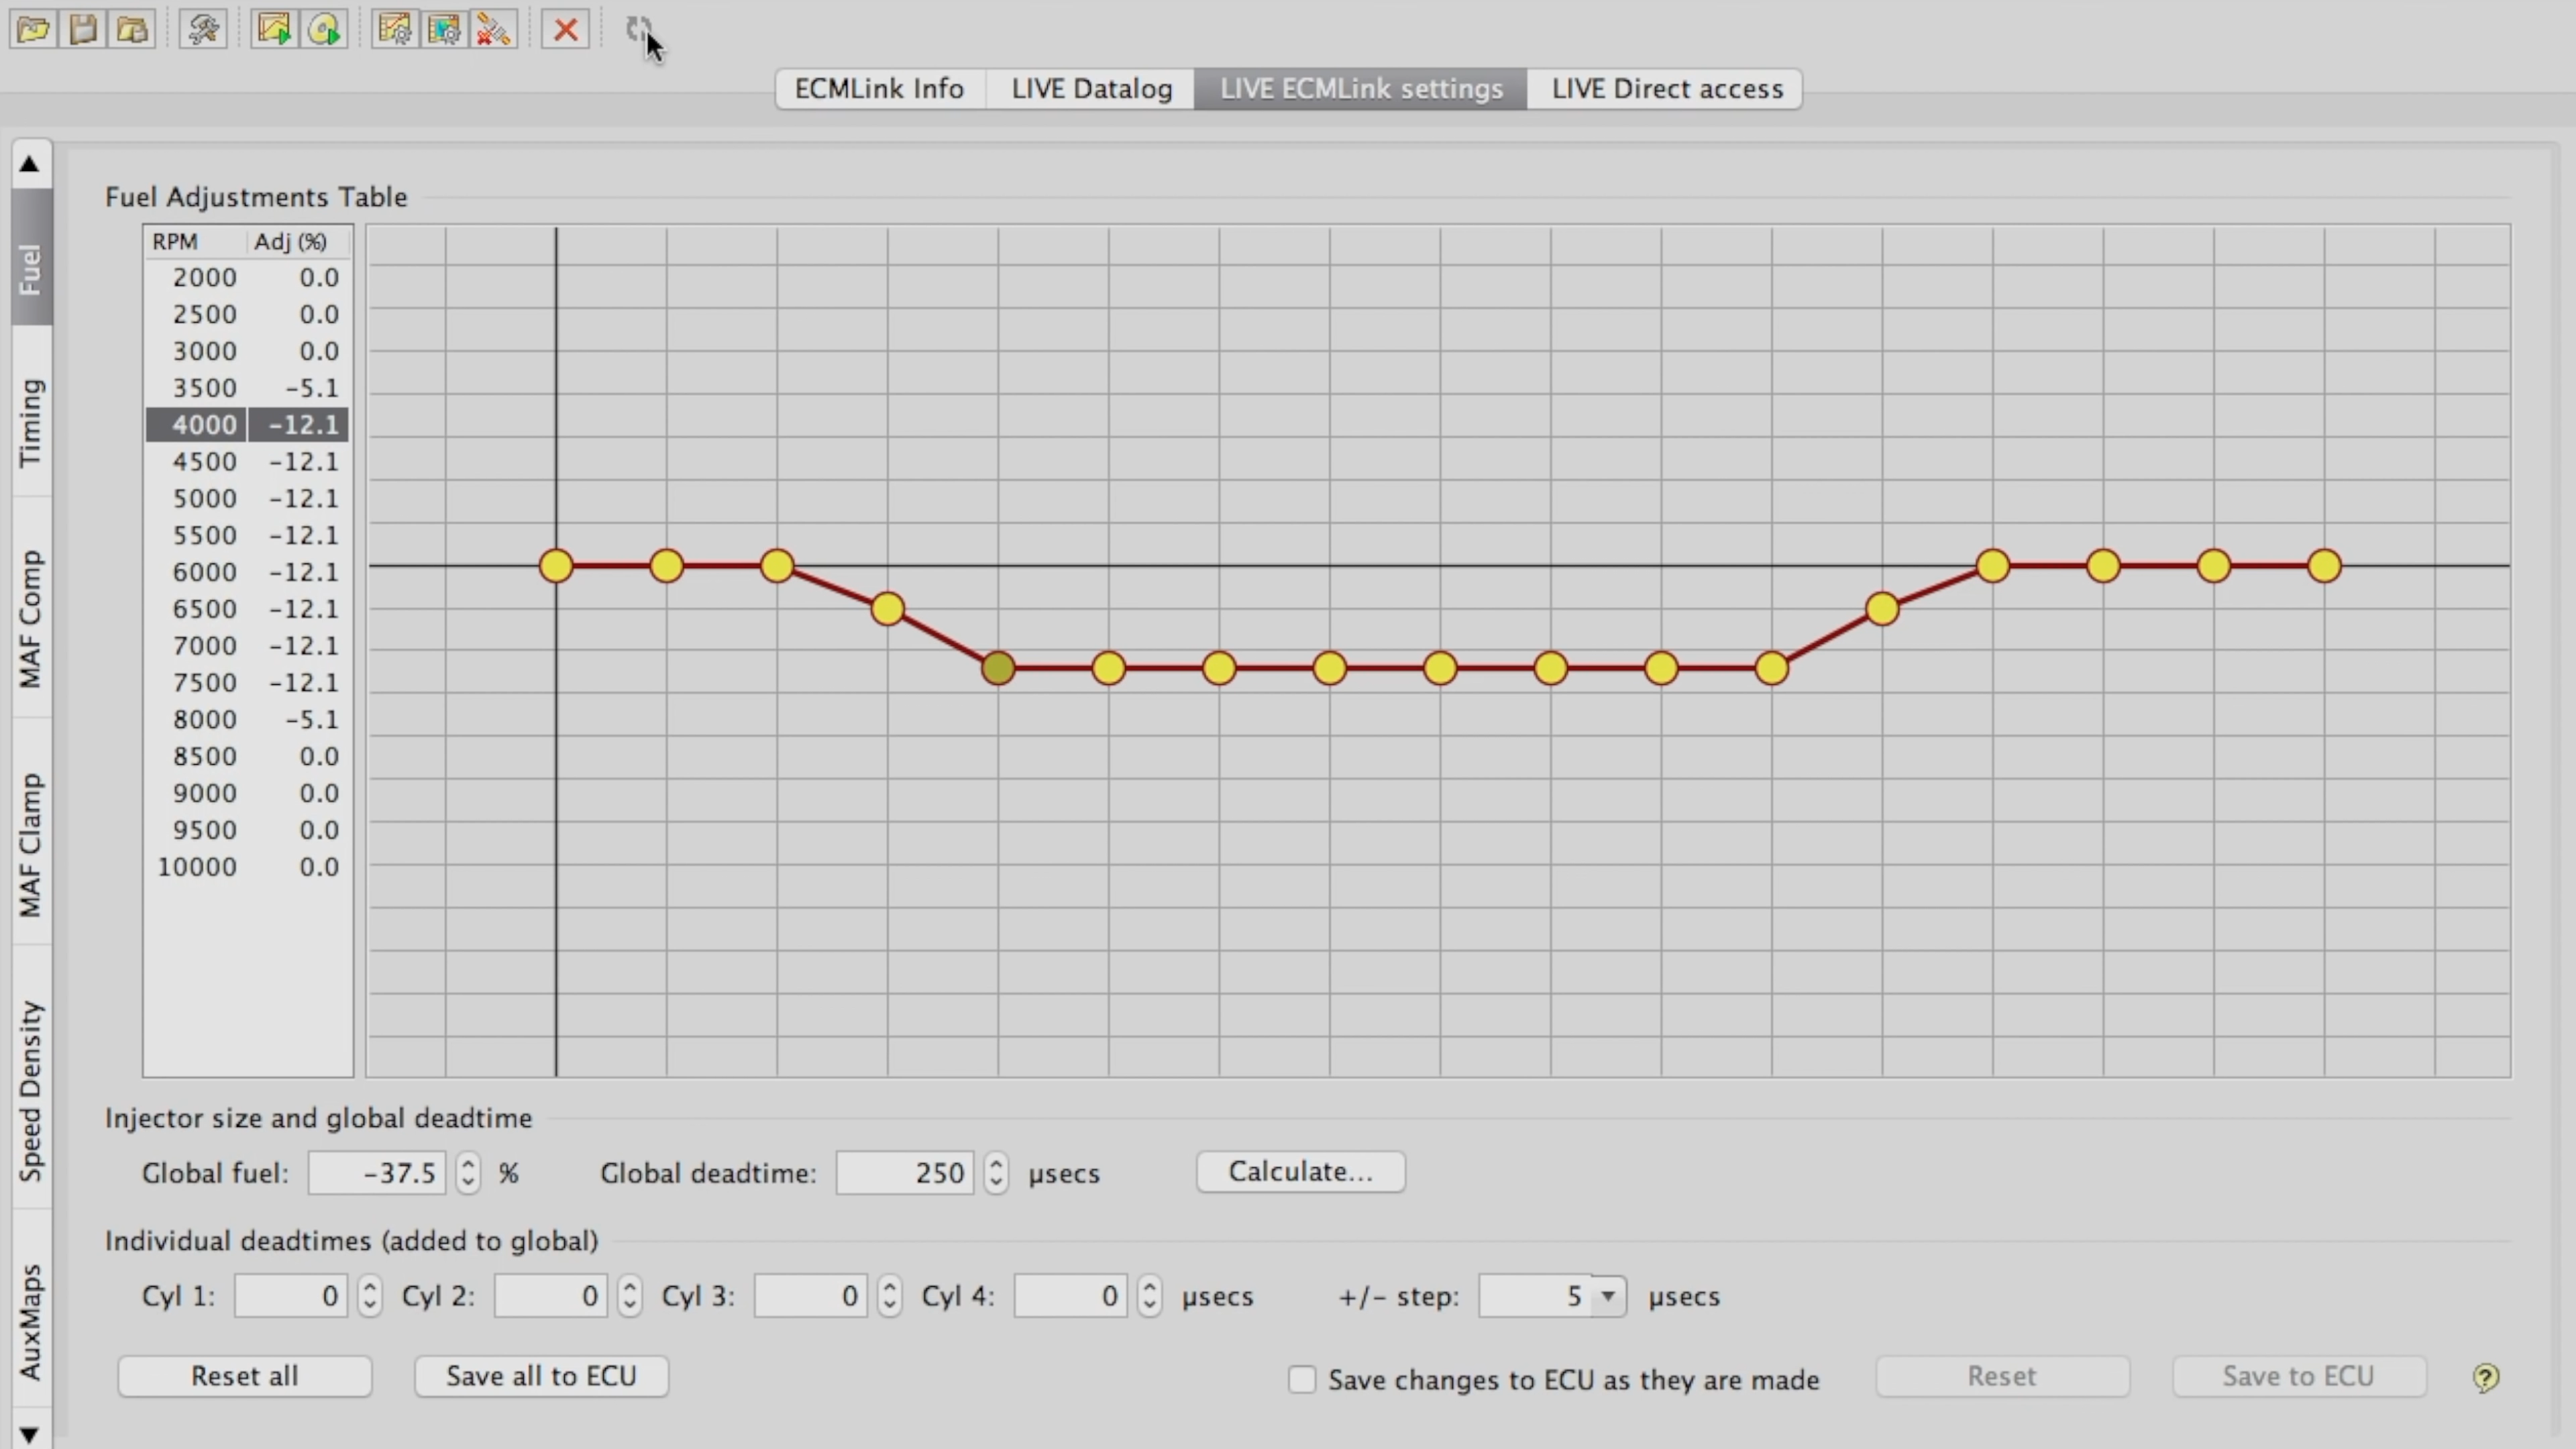 ECMLink Info LIVE Datalog LIVE ECMLink settings LIVE Direct access
Fuel
Timing
MAF Comp
MAF Clamp
Speed Density
AuxMaps
Fuel Adjustments Table
RPM Adj (%)
2000 0.0
2500 0.0
3000 0.0
3500 -5.1
4000 -12.1
4500 -12.1
5000 -12.1
5500 -12.1
6000 -12.1
6500 -12.1
7000 -12.1
7500 -12.1
8000 -5.1
8500 0.0
9000 0.0
9500 0.0
10000 0.0
Injector size and global deadtime
Global fuel: -37.5 % Global deadtime: 250 µsecs Calculate...
Individual deadtimes (added to global)
Cyl 1: 0 Cyl 2: 0 Cyl 3: 0 Cyl 4: 0 µsecs +/- step: 5 µsecs
Reset all Save all to ECU Save changes to ECU as they are made Reset Save to ECU ?